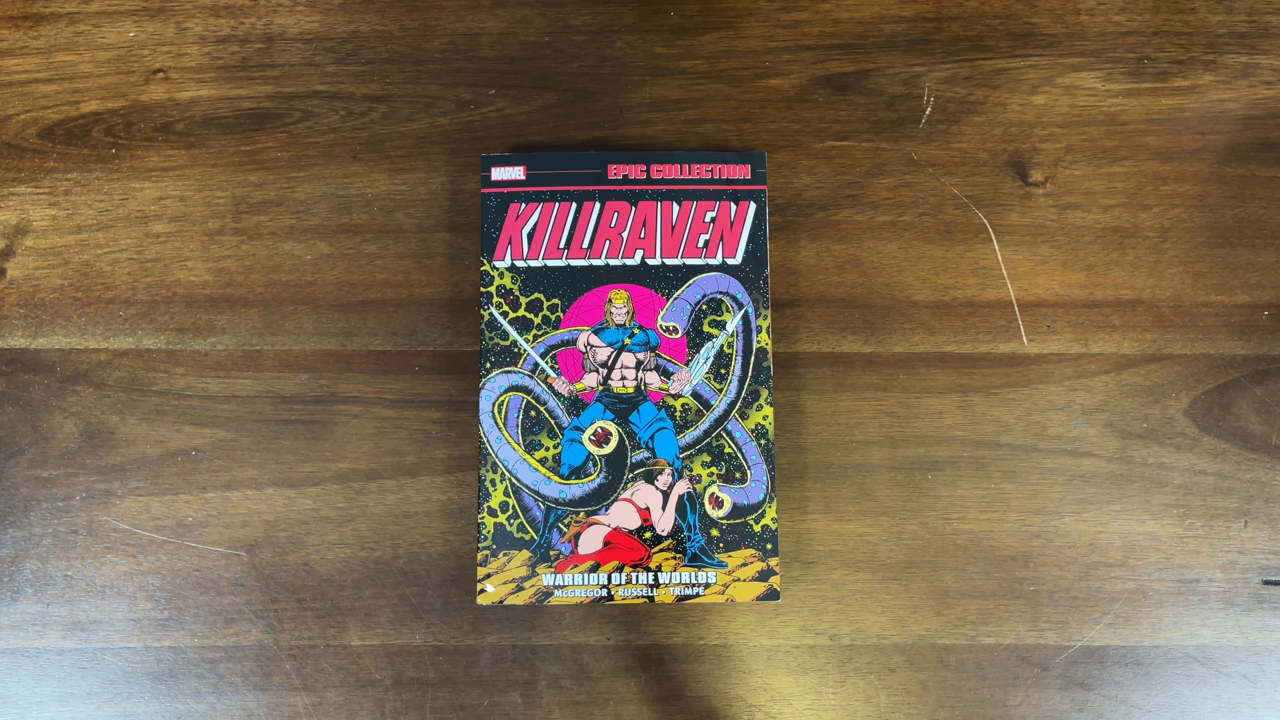 MARVEL EPIC COLLECTION
KILLRAVEN
WARRIOR OF THE WORLDS
McGREGOR • RUSSELL • TRIMPE